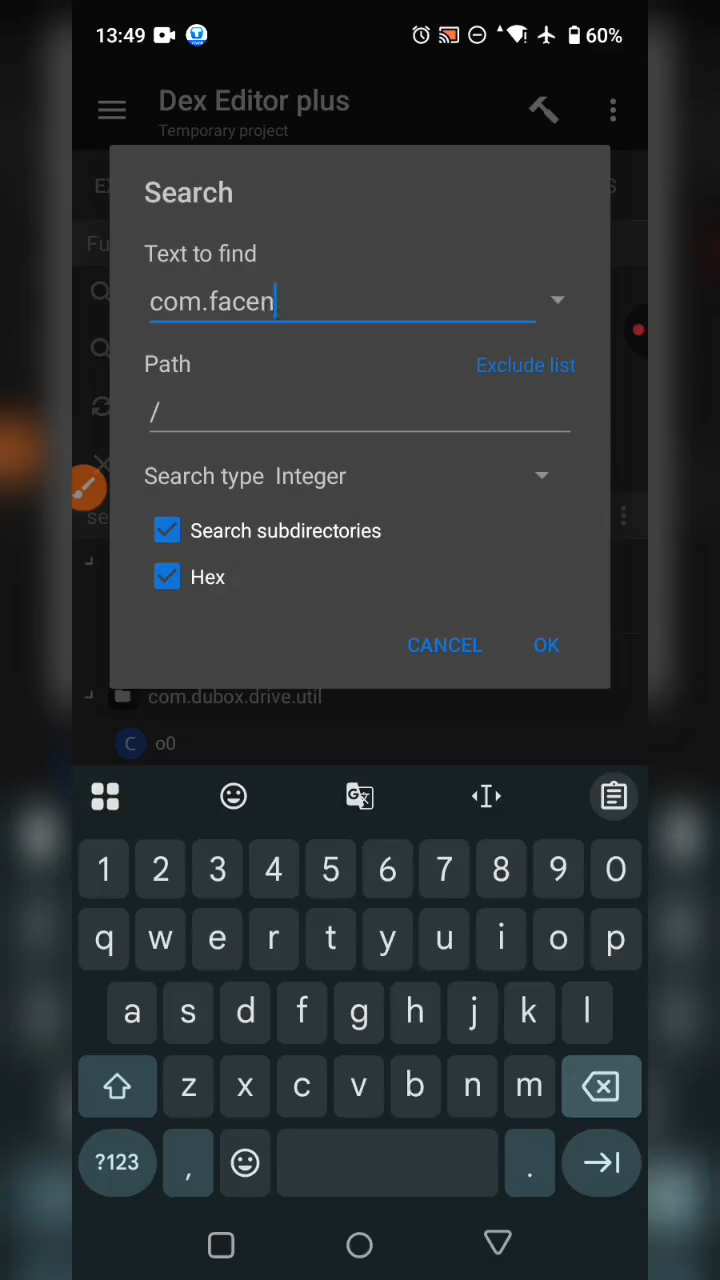 13:49 60%
Dex Editor plus
Temporary project
Search
Text to find
com.facen
Path Exclude list
/
Search type Integer
Search subdirectories
Hex
CANCEL OK
com.dubox.drive.util
C o0
1 2 3 4 5 6 7 8 9 0
q w e r t y u i o p
a s d f g h j k l
z x c v b n m
?123 , .